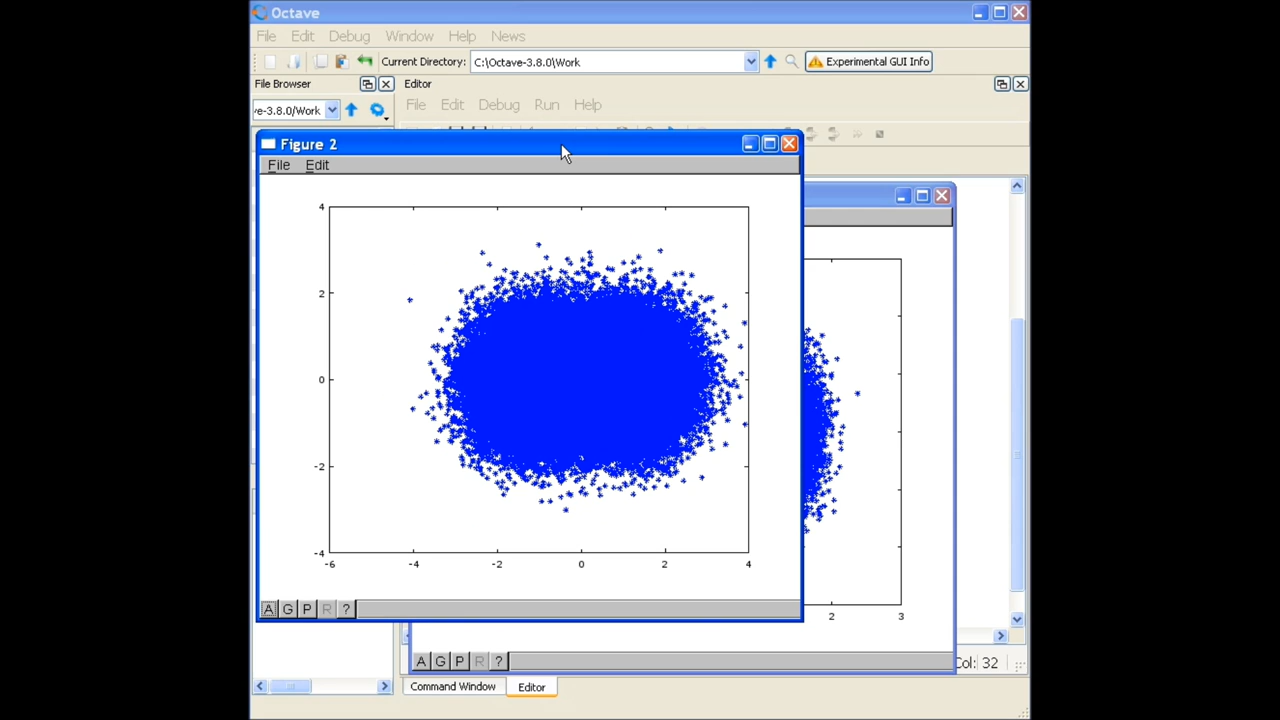 Octave
File Edit Debug Window Help News
Current Directory: C:\Octave-3.8.0\Work Experimental GUI Info
File Browser
Editor
/e-3.8.0/Work
File Edit Debug Run Help
Figure 2
File Edit
4
2
0
-2
-4
-6 -4 -2 0 2 4
A G P R ?
2 3
A G P R ?
Col: 32
Command Window Editor